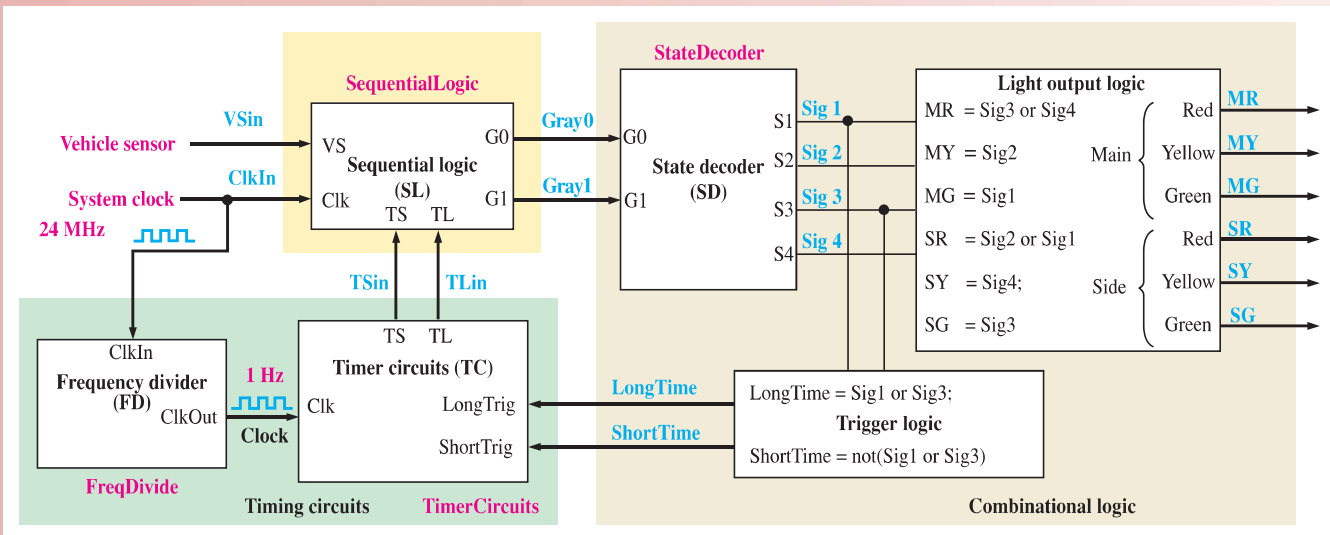 StateDecoder
SequentialLogic
Light output logic
VSin
Gray0
Sig 1
MR = Sig3 or Sig4
Red
MR
Vehicle sensor
VS
Sequential logic
(SL)
G0
G0
State decoder
(SD)
S1
Sig 2
S2
MY = Sig2
Main
Yellow
MY
ClkIn
System clock
24 MHz
Clk
TS TL
G1
Gray1
G1
Sig 3
S3
MG = Sig1
Green
MG
Sig 4
S4
SR = Sig2 or Sig1
Red
SR
TSin
TLin
SY = Sig4;
Side
Yellow
SY
SG = Sig3
Green
SG
TS TL
ClkIn
Frequency divider
(FD)
ClkOut
1 Hz
Clock
Timer circuits (TC)
Clk
LongTrig
ShortTrig
LongTime
ShortTime
LongTime = Sig1 or Sig3;
Trigger logic
ShortTime = not(Sig1 or Sig3)
FreqDivide
Timing circuits
TimerCircuits
Combinational logic